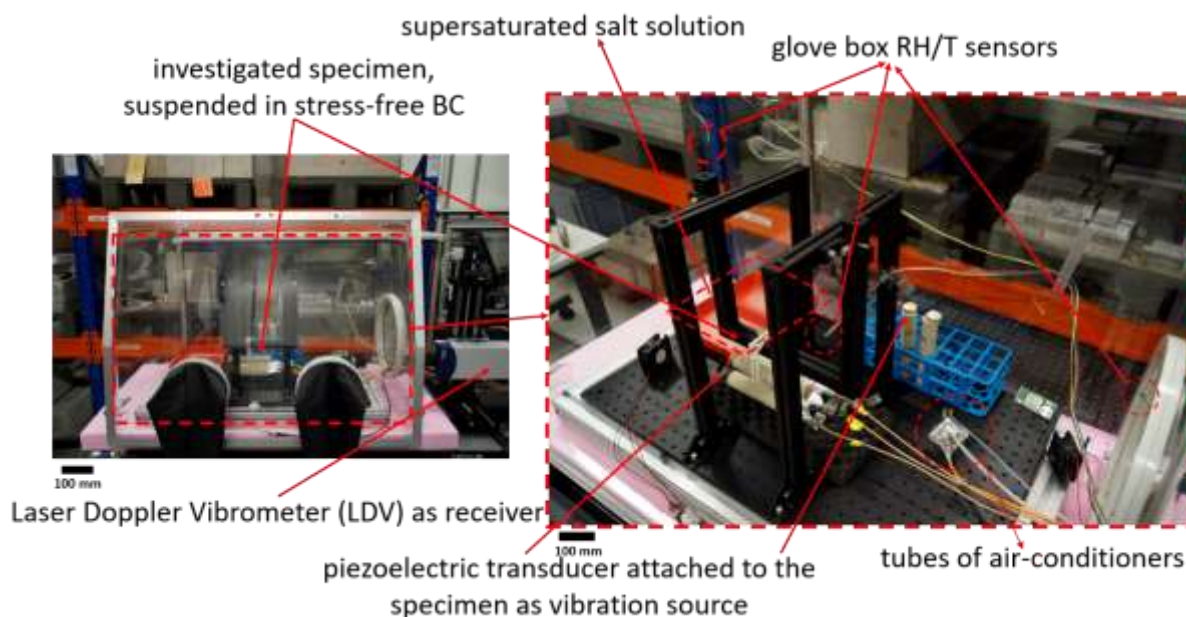 supersaturated salt solution
glove box RH/T sensors
investigated specimen,
suspended in stress-free BC
100 mm
Laser Doppler Vibrometer (LDV) as receiver
100 mm
tubes of air-conditioners
piezoelectric transducer attached to the
specimen as vibration source